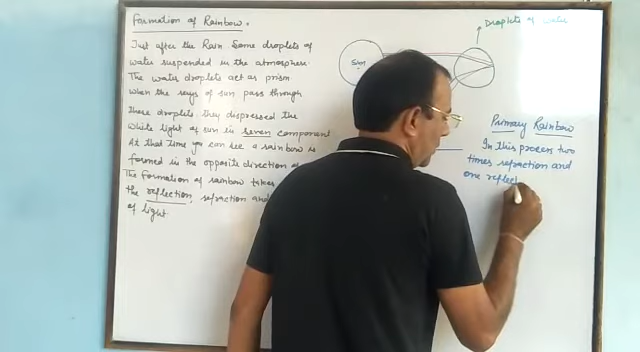 Formation of Rainbow.
Just after the Rain Some droplets of
water suspended in the atmosphere.
The water droplets act as prism
when the rays of sun pass through
these droplets they dispressed the
white light of sun in seven component
At that time you can see a rainbow is
formed in the opposite direction
The formation of rainbow takes
the reflection, refraction and
of light
Droplets of water
Sun
Primary Rainbow
In this process two
times refraction and
one reflect